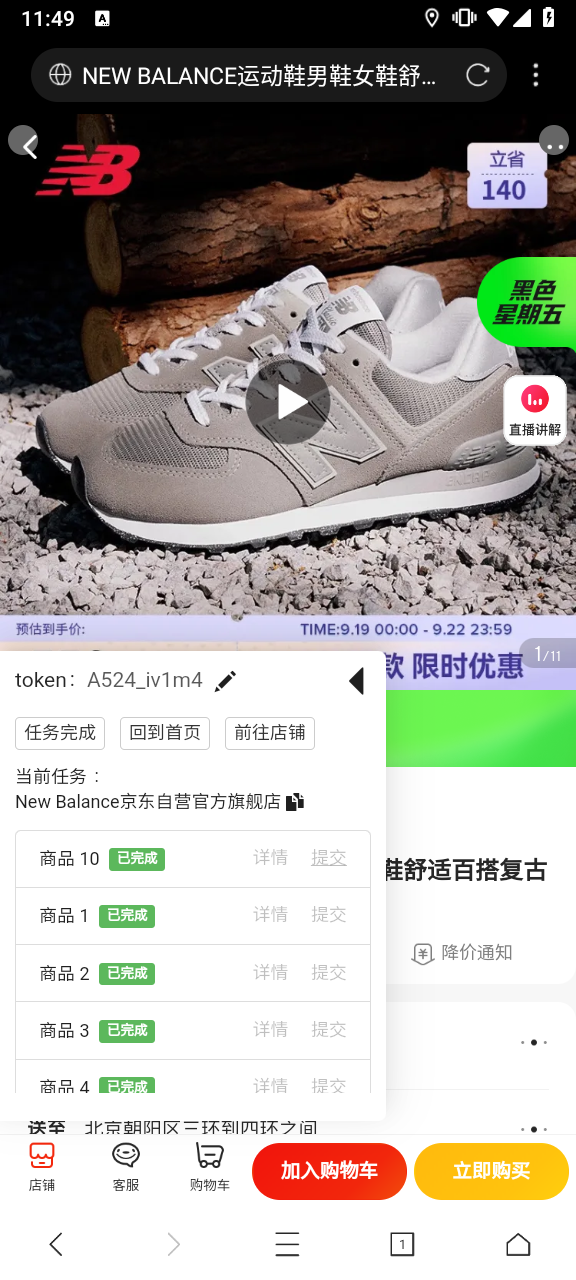 11:49
NEW BALANCE运动鞋男鞋女鞋舒...
立省
140
黑色
星期五
直播讲解
预估到手价:
TIME:9.19 00:00 - 9.22 23:59
1/11
款 限时优惠
token: A524_iv1m4
任务完成 回到首页 前往店铺
当前任务：
New Balance京东自营官方旗舰店
商品 10 已完成 详情 提交
鞋舒适百搭复古
商品 1 已完成 详情 提交
降价通知
商品 2 已完成 详情 提交
商品 3 已完成 详情 提交
商品 4 已完成 详情 提交
送至 北京朝阳区三环到四环之间
店铺 客服 购物车 加入购物车 立即购买
1